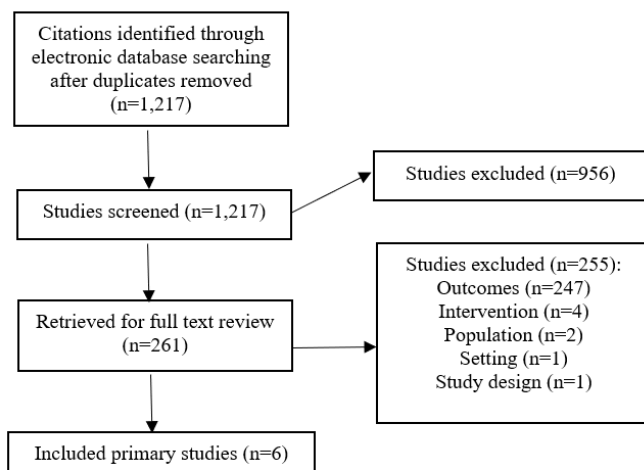 Citations identified through
electronic database searching
after duplicates removed
(n=1,217)
Studies excluded (n=956)
Studies screened (n=1,217)
Studies excluded (n=255):
Outcomes (n=247)
Intervention (n=4)
Population (n=2)
Setting (n=1)
Study design (n=1)
Retrieved for full text review
(n=261)
Included primary studies (n=6)